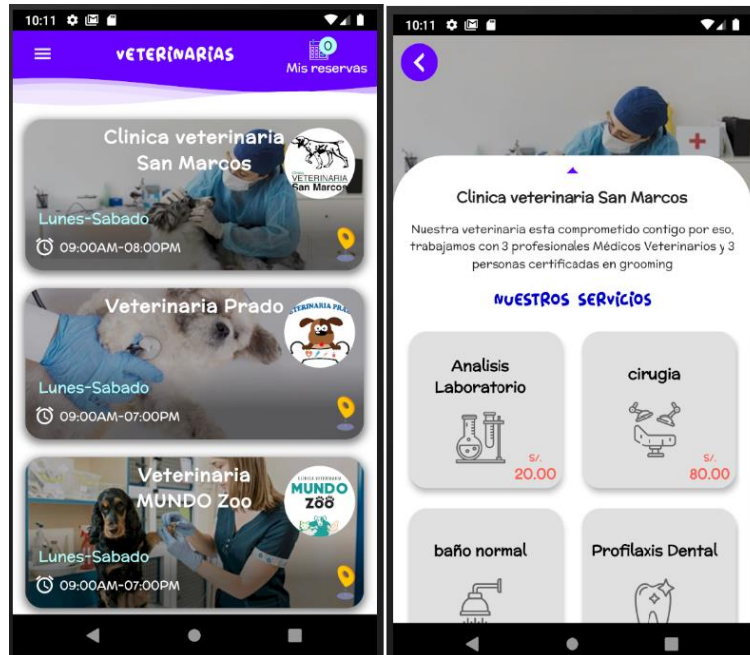 10:11
VETERINARIAS
0
Mis reservas
Clinica veterinaria
San Marcos
VETERINARIA
San Marcos
Lunes-Sabado
09:00AM-08:00PM
Veterinaria Prado
VETERINARIA PRADO
Lunes-Sabado
09:00AM-07:00PM
Veterinaria
MUNDO Zoo
CLINICA VETERINARIA
MUNDO
ZOO
Lunes-Sabado
09:00AM-07:00PM
10:11
Clinica veterinaria San Marcos
Nuestra veterinaria esta comprometido contigo por eso,
trabajamos con 3 profesionales Médicos Veterinarios y 3
personas certificadas en grooming
NUESTROS SERVICIOS
Analisis
Laboratorio
S/.
20.00
cirugia
S/.
80.00
baño normal
Profilaxis Dental